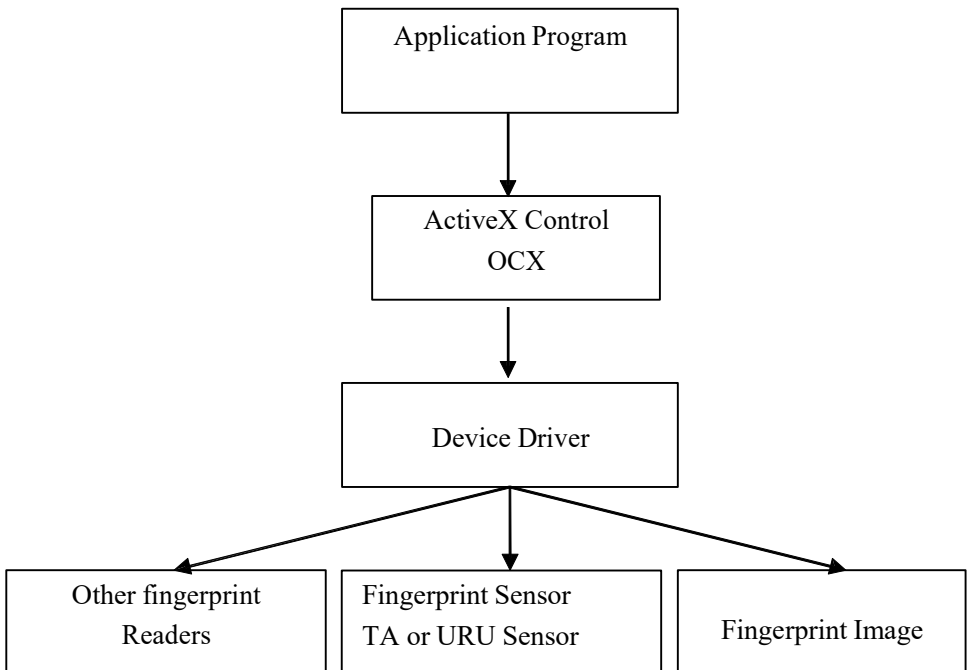 Application Program
ActiveX Control
OCX
Device Driver
Other fingerprint
Readers
Fingerprint Sensor
TA or URU Sensor
Fingerprint Image